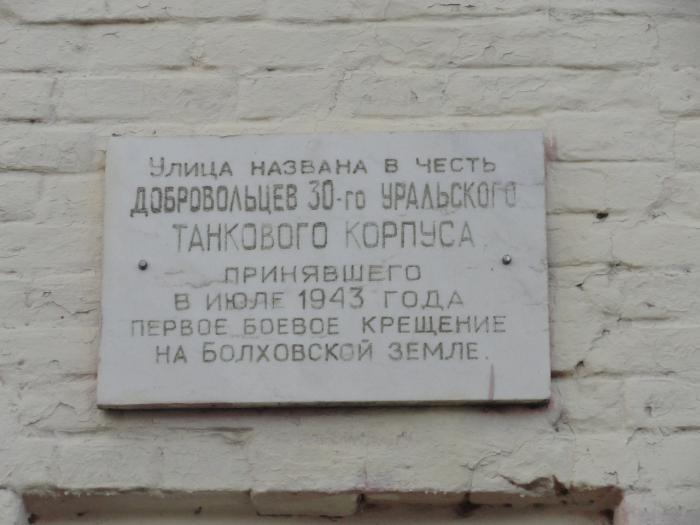 Улица названа в честь
добровольцев 30-го Уральского
танкового корпуса
принявшего
в июле 1943 года
первое боевое крещение
на Болховской земле.